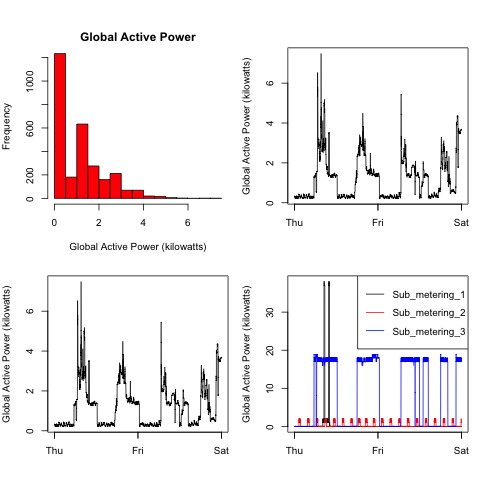 Global Active Power
Frequency
0 200 600 1000
0 2 4 6
Global Active Power (kilowatts)
Global Active Power (kilowatts)
0 2 4 6
Thu Fri Sat
Global Active Power (kilowatts)
0 2 4 6
Thu Fri Sat
Global Active Power (kilowatts)
0 10 20 30
Sub_metering_1
Sub_metering_2
Sub_metering_3
Thu Fri Sat